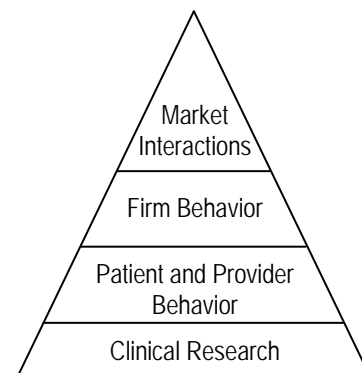 Market
Interactions
Firm Behavior
Patient and Provider
Behavior
Clinical Research